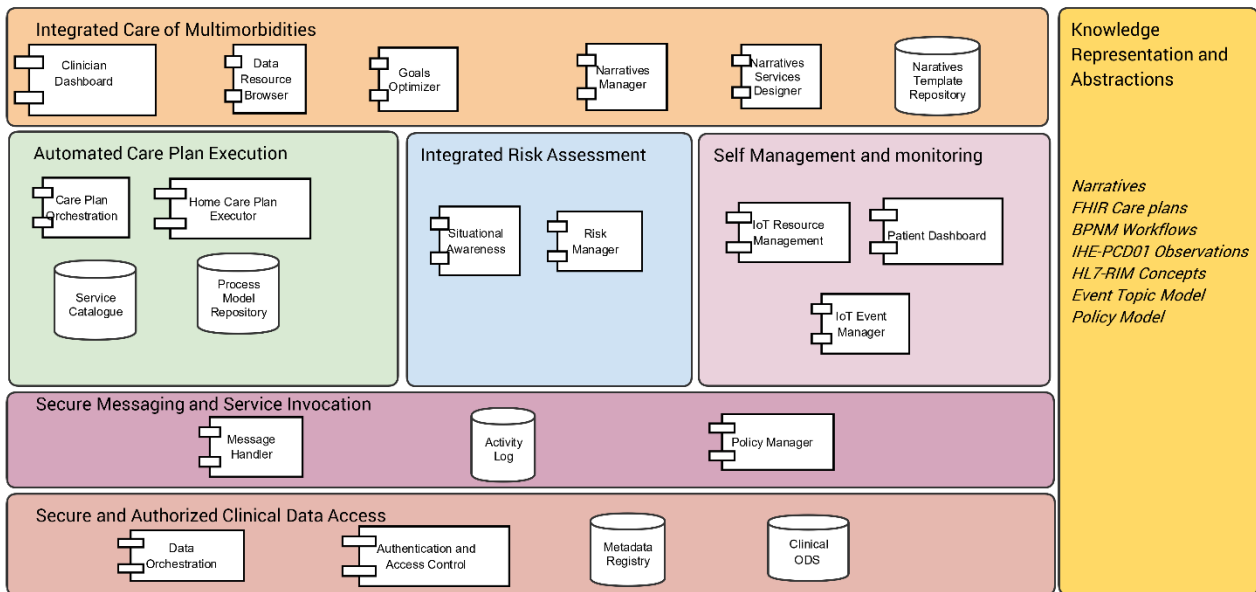 Integrated Care of Multimorbidities
Clinician
Dashboard
Data
Resource
Browser
Goals
Optimizer
Narratives
Manager
Narratives
Services
Designer
Naratives
Template
Repository
Automated Care Plan Execution
Care Plan
Orchestration
Home Care Plan
Executor
Service
Catalogue
Process
Model
Repository
Integrated Risk Assessment
Situational
Awareness
Risk
Manager
Self Management and monitoring
IoT Resource
Management
Patient Dashboard
IoT Event
Manager
Secure Messaging and Service Invocation
Message
Handler
Activity
Log
Policy Manager
Secure and Authorized Clinical Data Access
Data
Orchestration
Authentication and
Access Control
Metadata
Registry
Clinical
ODS
Knowledge
Representation and
Abstractions
Narratives
FHIR Care plans
BPNM Workflows
IHE-PCD01 Observations
HL7-RIM Concepts
Event Topic Model
Policy Model